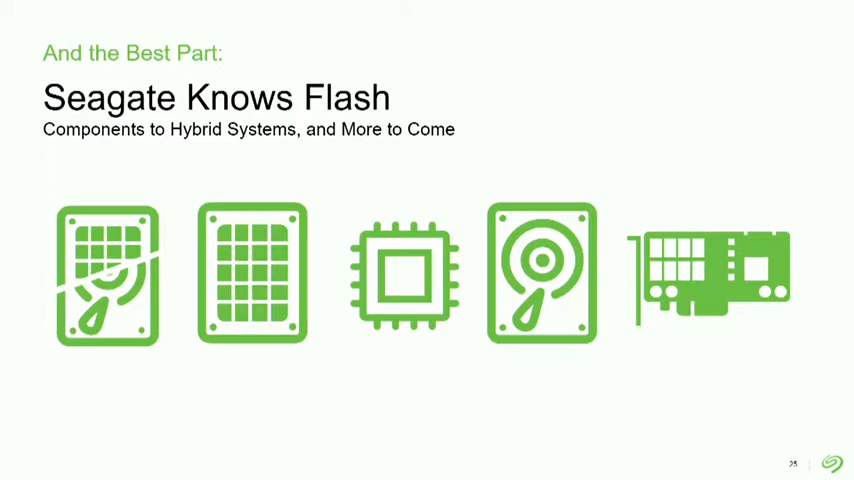 And the Best Part:
Seagate Knows Flash
Components to Hybrid Systems, and More to Come
25